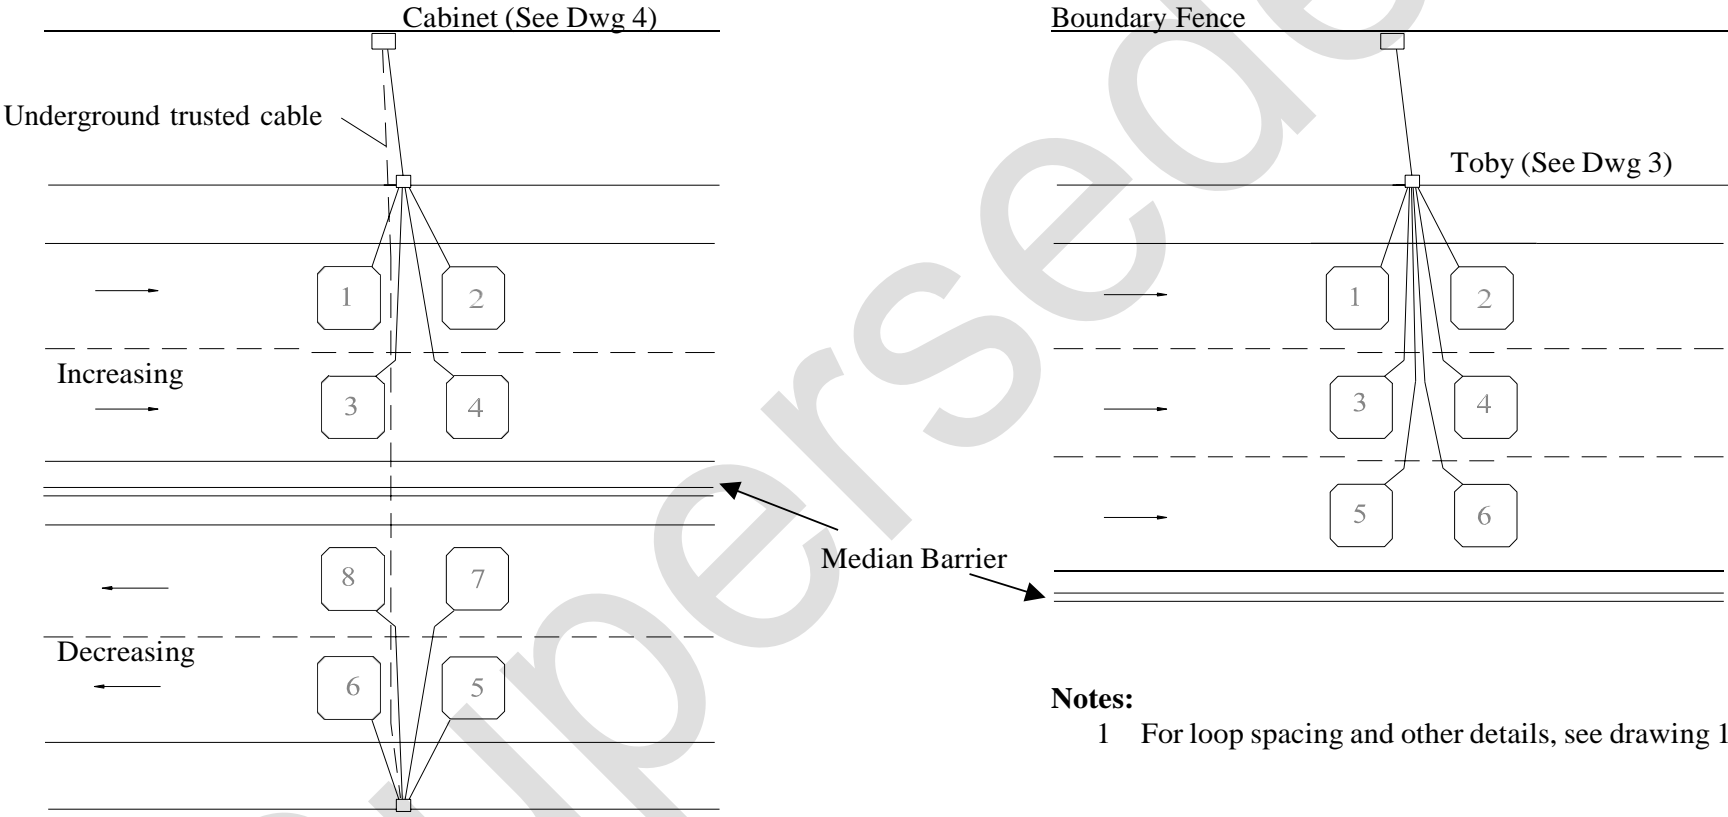 Cabinet (See Dwg 4)
Boundary Fence
Underground trusted cable
Toby (See Dwg 3)
1 2
1 2
Increasing
3 4
3 4
5 6
Median Barrier
8 7
Decreasing
6 5
Notes:
1 For loop spacing and other details, see drawing 1
upersede